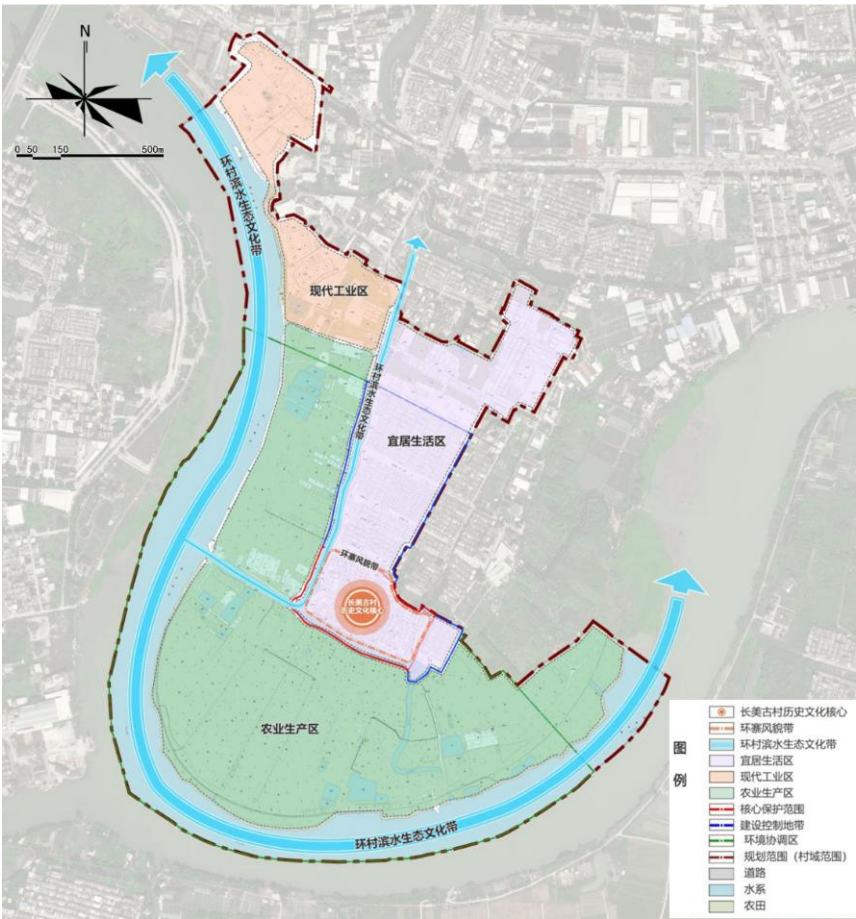 N
0 50 150 500m
环村滨水生态文化带
现代工业区
环村滨水生态文化带
宜居生活区
环寨风貌带
长美古村
历史文化核心
农业生产区
环村滨水生态文化带
图例
长美古村历史文化核心
环寨风貌带
环村滨水生态文化带
宜居生活区
现代工业区
农业生产区
核心保护范围
建设控制地带
环境协调区
规划范围（村域范围）
道路
水系
农田